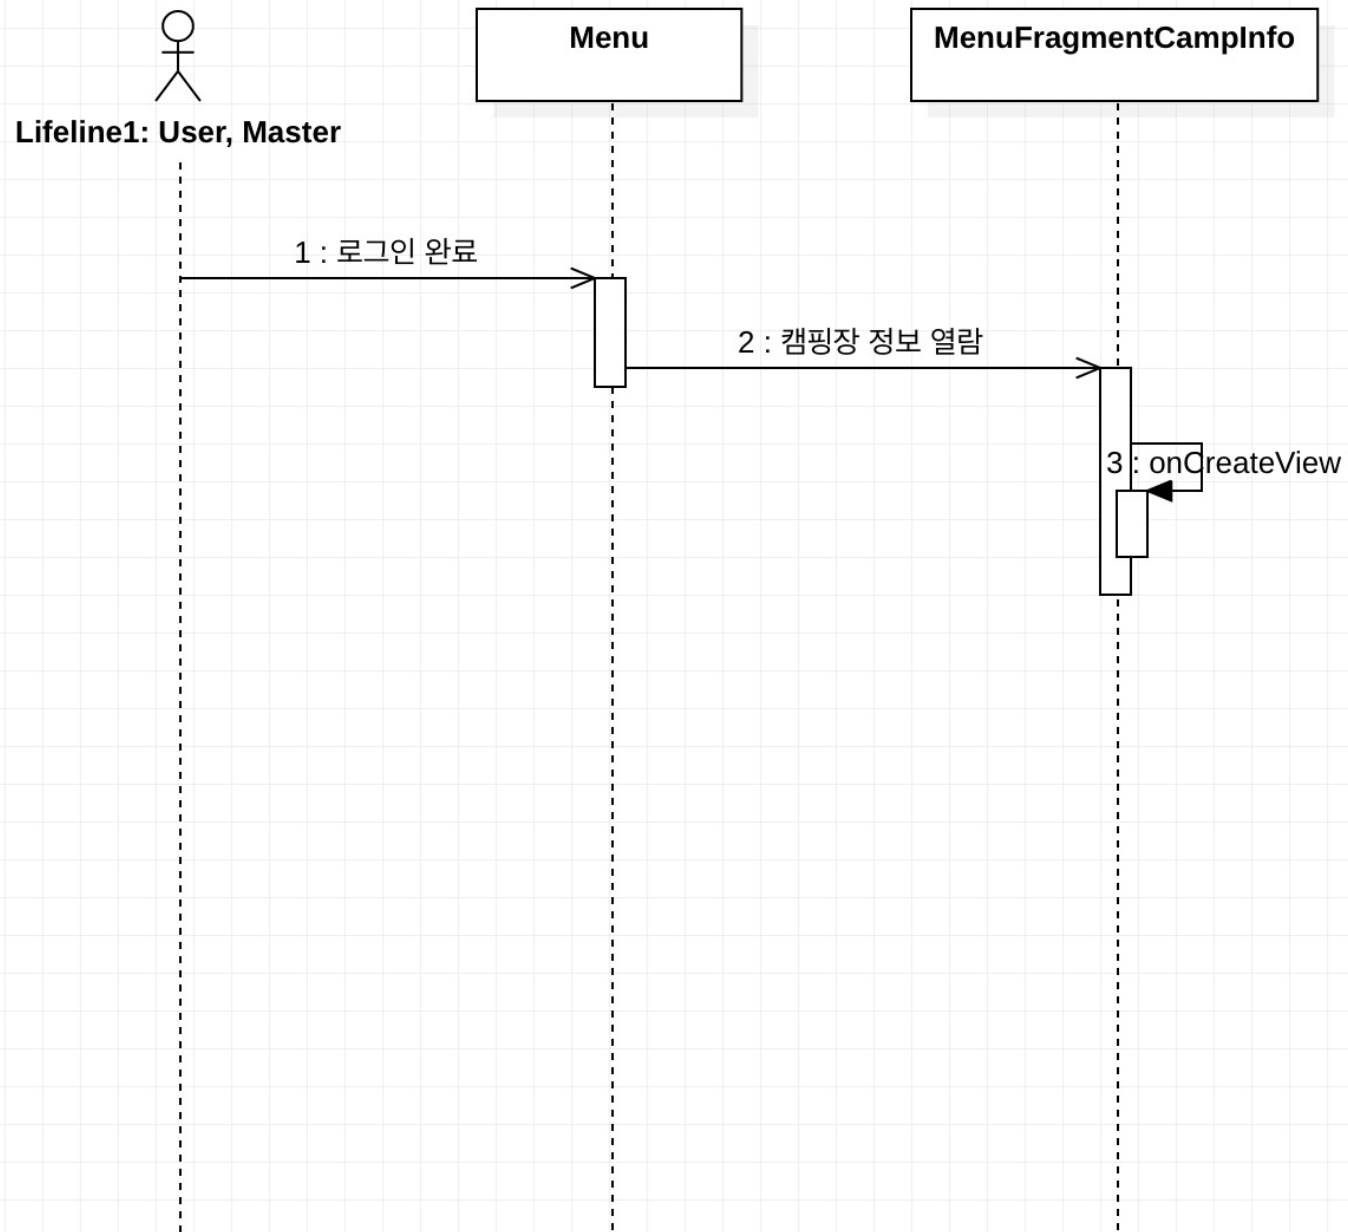 Menu
MenuFragmentCampInfo
Lifeline1: User, Master
1 : 로그인 완료
2 : 캠핑장 정보 열람
3 : onCreateView